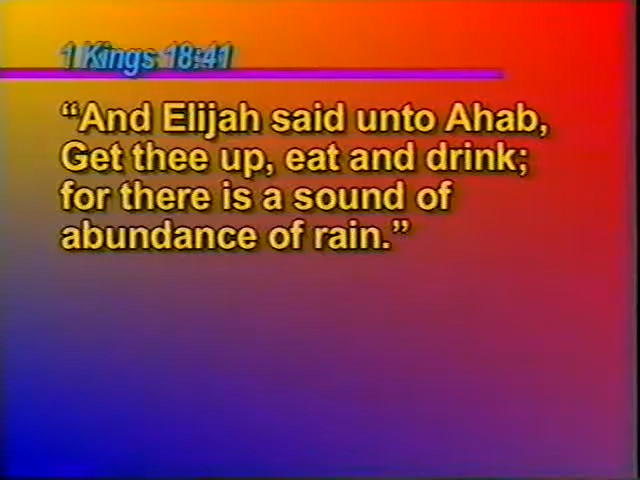 1 Kings 18:41
“And Elijah said unto Ahab,
Get thee up, eat and drink;
for there is a sound of
abundance of rain.”